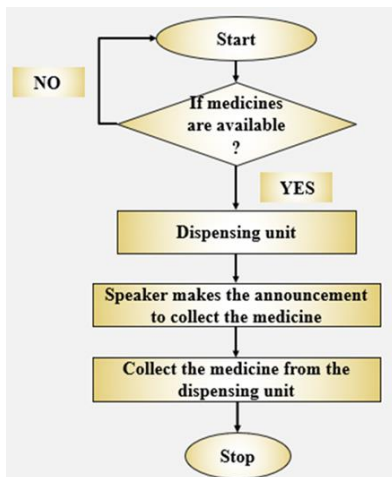 Start
NO
If medicines
are available
?
YES
Dispensing unit
Speaker makes the announcement
to collect the medicine
Collect the medicine from the
dispensing unit
Stop